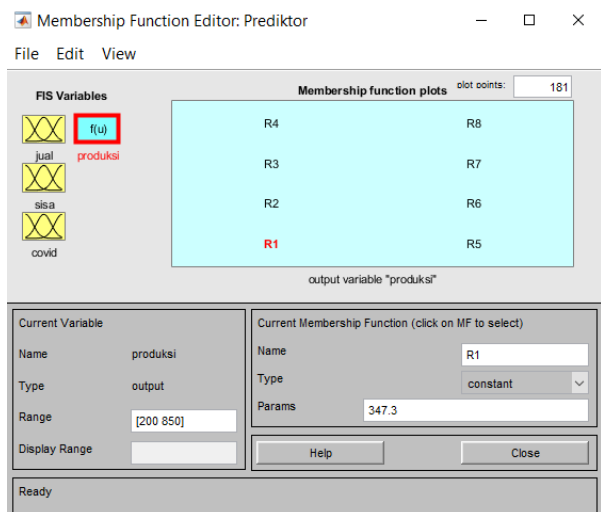 Membership Function Editor: Prediktor
File Edit View
FIS Variables
f(u)
jual produksi
sisa
covid
Membership function plots plot points: 181
R4 R8
R3 R7
R2 R6
R1 R5
output variable "produksi"
Current Variable
Name produksi
Type output
Range [200 850]
Display Range
Current Membership Function (click on MF to select)
Name R1
Type constant
Params 347.3
Help Close
Ready